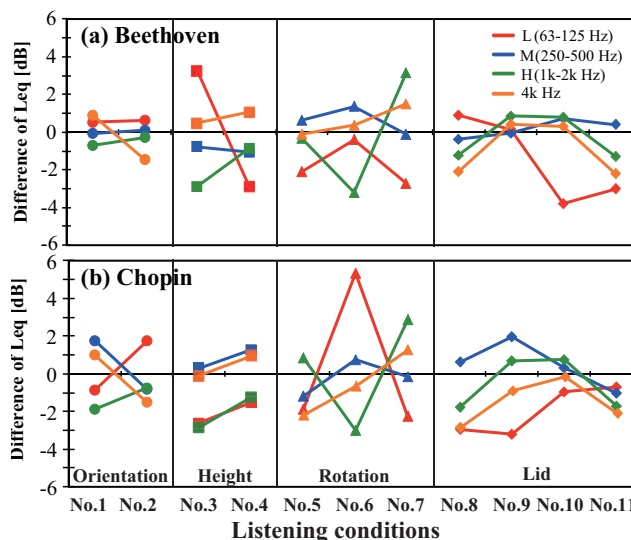 6
(a) Beethoven
L (63-125 Hz)
M(250-500 Hz)
H (1k-2k Hz)
4k Hz
4
2
0
-2
-4
-6
Difference of Leq [dB]
6
(b) Chopin
4
2
0
-2
-4
-6
Difference of Leq [dB]
Orientation Height Rotation Lid
No.1 No.2 No.3 No.4 No.5 No.6 No.7 No.8 No.9 No.10 No.11
Listening conditions